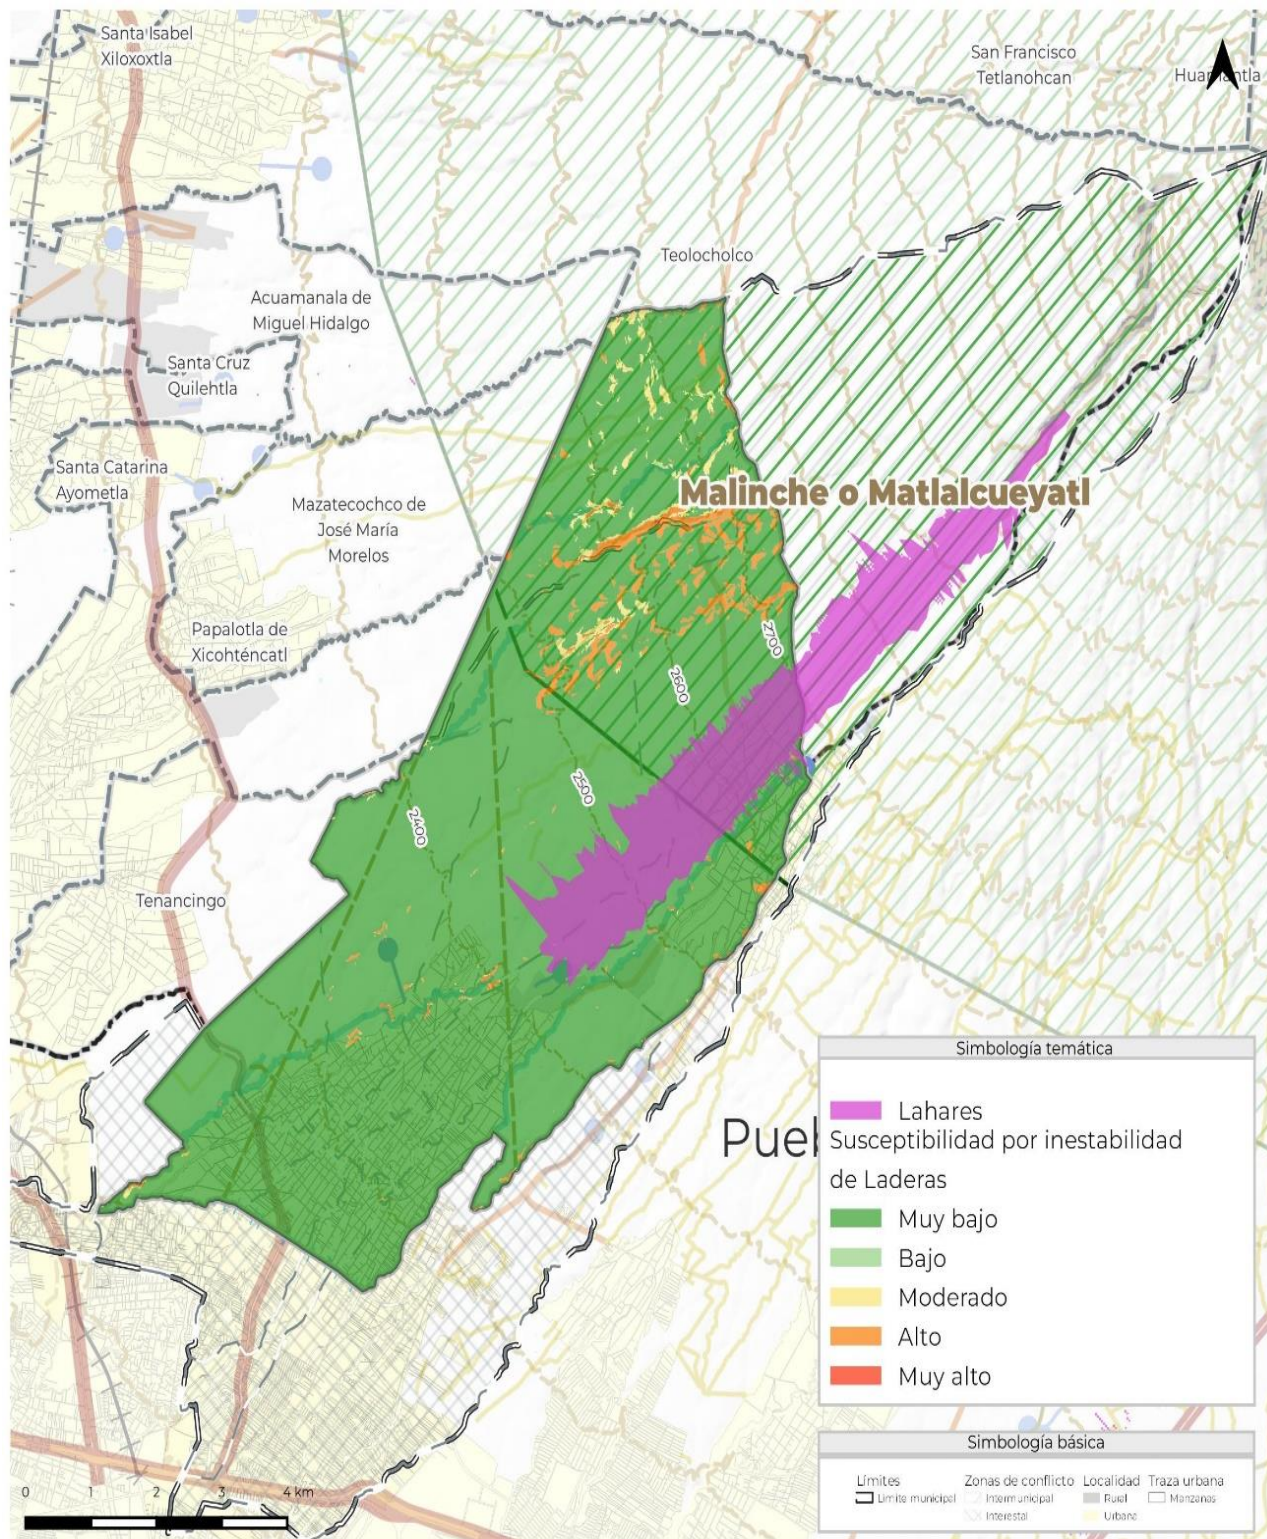 Santa Isabel
Xiloxoxtla
San Francisco
Tetlanohcan
Huamantla
Teolocholco
Acuamanala de
Miguel Hidalgo
Santa Cruz
Quilehtla
Santa Catarina
Ayometla
Mazatecochco de
José María
Morelos
Malinche o Matlalcueyatl
Papalotla de
Xicohténcatl
2700
2600
2500
2400
Tenancingo
Simbología temática
Lahares
Pueb
Susceptibilidad por inestabilidad
de Laderas
Muy bajo
Bajo
Moderado
Alto
Muy alto
Simbología básica
Límites
Zonas de conflicto
Localidad
Traza urbana
Límite municipal
Intermunicipal
Rural
Manzanas
Interestal
Urbana
0 1 2 3 4 km